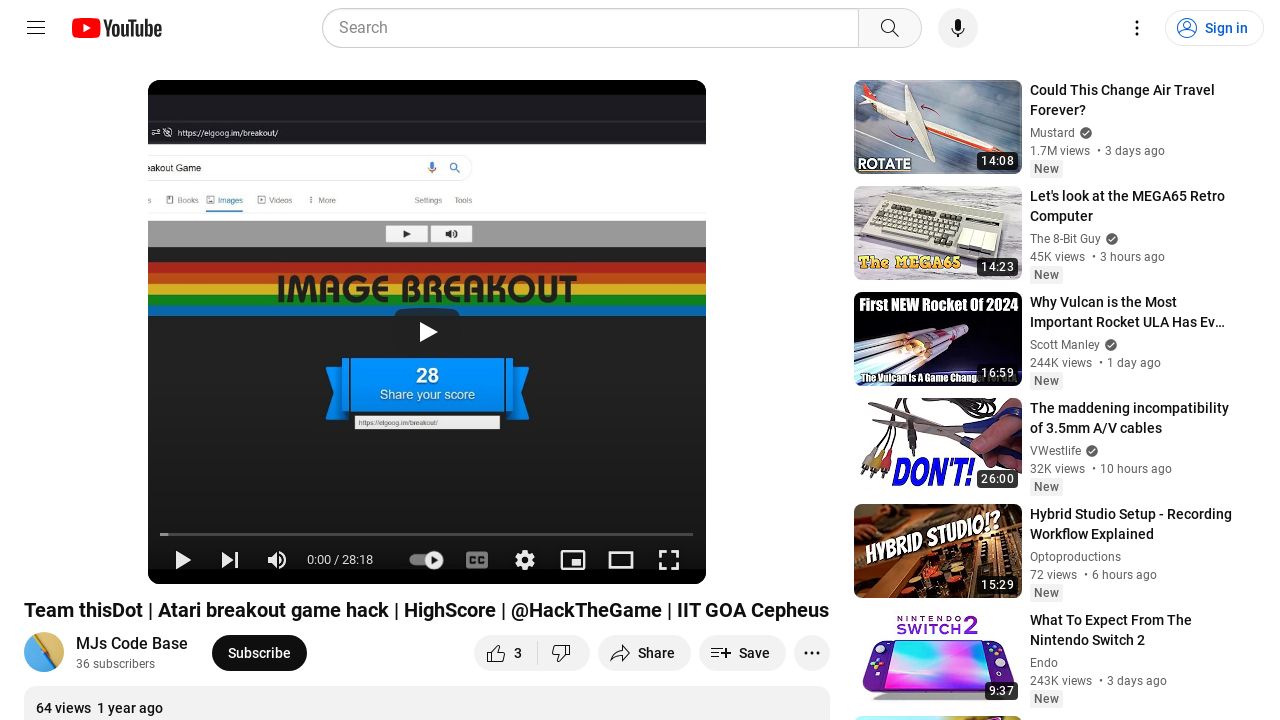 YouTube
Search
Sign in
https://elgoog.im/breakout/
eakout Game
s
Books
Images
Videos
More
Settings
Tools
IMAGE BREAKOUT
28
Share your score
https://elgoog.im/breakout/
0:00 / 28:18
CC
Team thisDot | Atari breakout game hack | HighScore | @HackTheGame | IIT GOA Cepheus
MJs Code Base
36 subscribers
Subscribe
3
Share
Save
64 views 1 year ago
ROTATE
14:08
Could This Change Air Travel
Forever?
Mustard
1.7M views • 3 days ago
New
The MEGA65
14:23
Let's look at the MEGA65 Retro
Computer
The 8-Bit Guy
45K views • 3 hours ago
New
First NEW Rocket Of 2024
The Vulcan Is A Game Chang
16:59
Why Vulcan is the Most
Important Rocket ULA Has Ev...
Scott Manley
244K views • 1 day ago
New
DON'T!
26:00
The maddening incompatibility
of 3.5mm A/V cables
VWestlife
32K views • 10 hours ago
New
HYBRID STUDIO!?
15:29
Hybrid Studio Setup - Recording
Workflow Explained
Optoproductions
72 views • 6 hours ago
New
NINTENDO
SWITCH 2
9:37
What To Expect From The
Nintendo Switch 2
Endo
243K views • 3 days ago
New